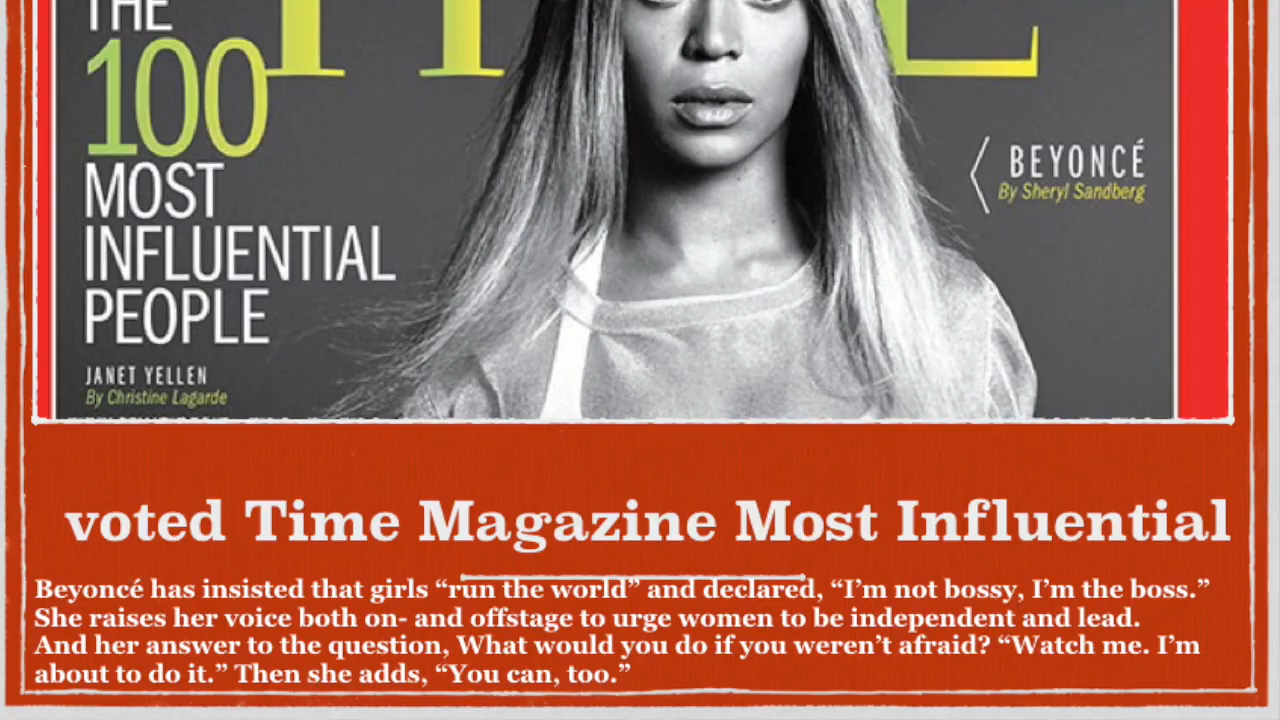 THE
100
MOST
INFLUENTIAL
PEOPLE
JANET YELLEN
By Christine Lagarde
BEYONCÉ
By Sheryl Sandberg
voted Time Magazine Most Influential
Beyoncé has insisted that girls “run the world” and declared, “I’m not bossy, I’m the boss.”
She raises her voice both on- and offstage to urge women to be independent and lead.
And her answer to the question, What would you do if you weren’t afraid? “Watch me. I’m
about to do it.” Then she adds, “You can, too.”